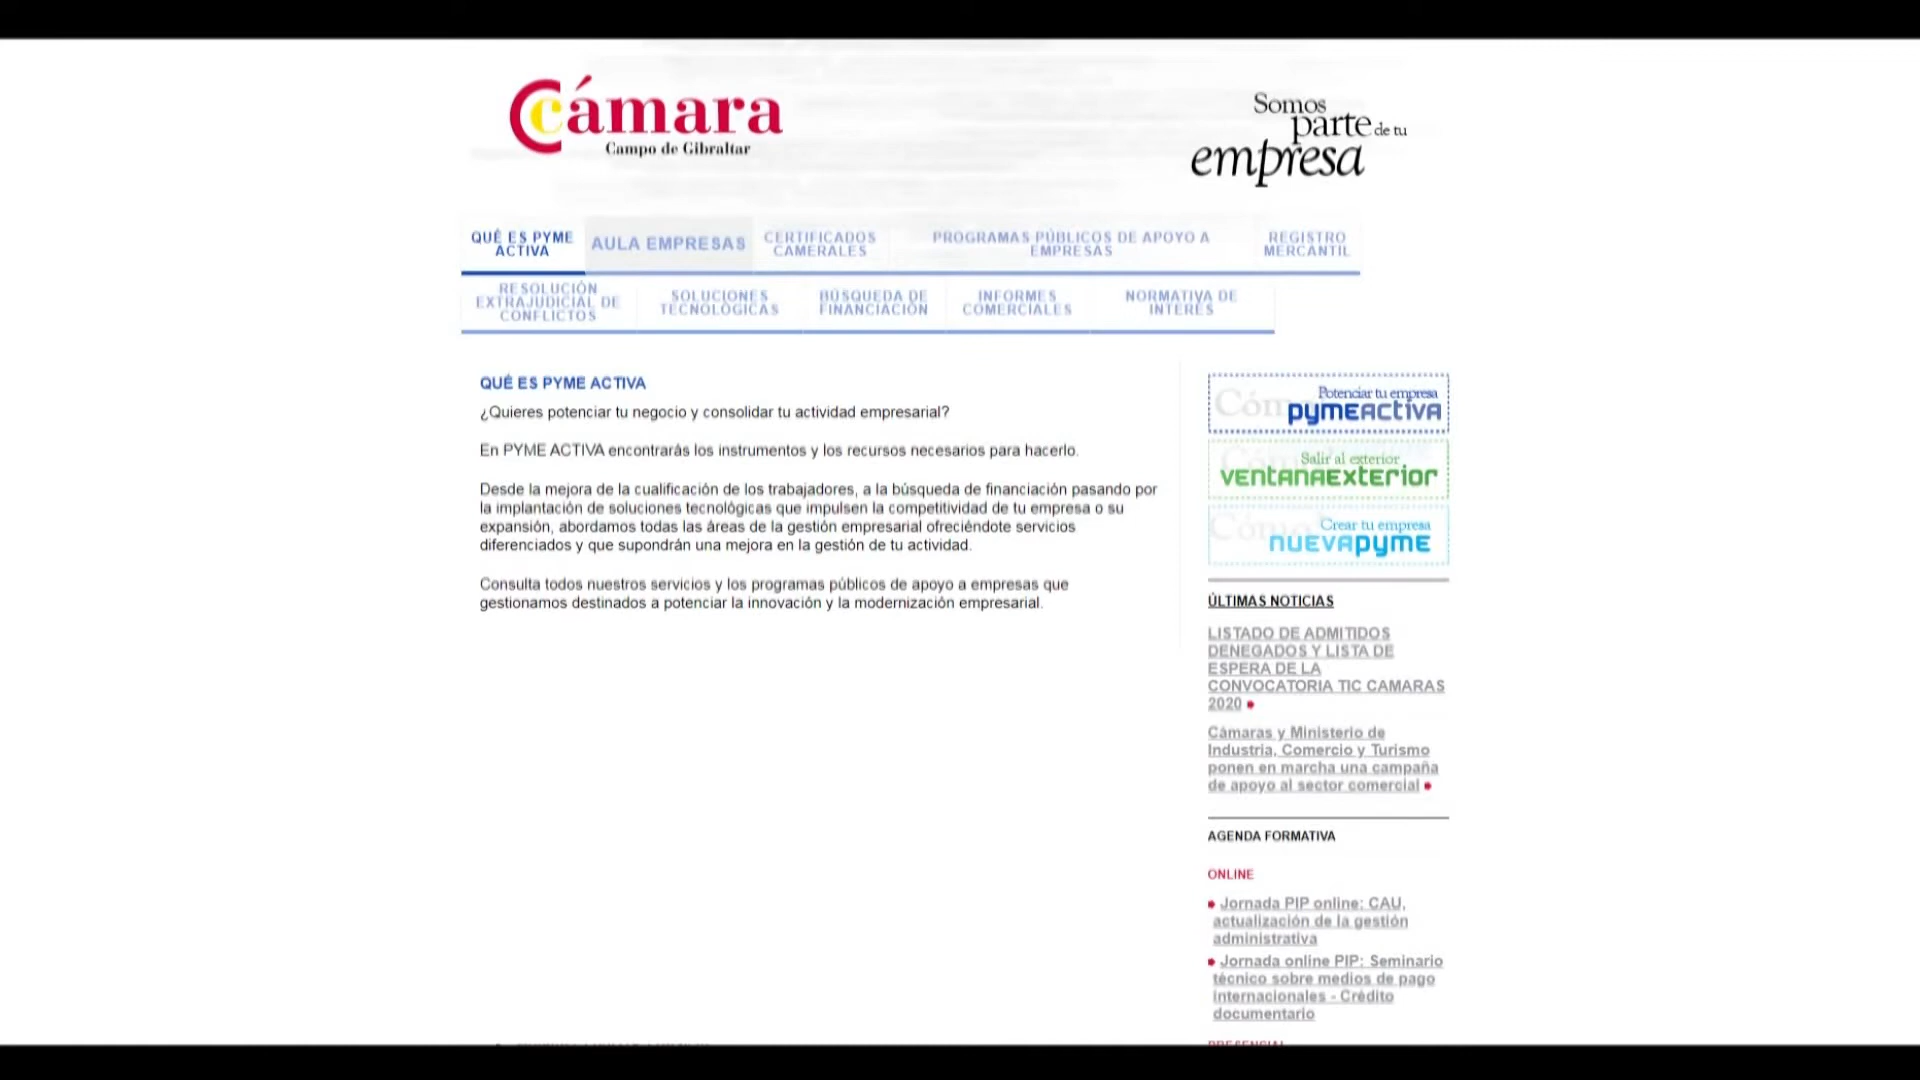 Cámara
Campo de Gibraltar
Somos
parte de tu
empresa
QUÉ ES PYME
ACTIVA
AULA EMPRESAS
CERTIFICADOS
CAMERALES
PROGRAMAS PÚBLICOS DE APOYO A
EMPRESAS
REGISTRO
MERCANTIL
RESOLUCIÓN
EXTRAJUDICIAL DE
CONFLICTOS
SOLUCIONES
TECNOLÓGICAS
BÚSQUEDA DE
FINANCIACIÓN
INFORMES
COMERCIALES
NORMATIVA DE
INTERÉS
QUÉ ES PYME ACTIVA
¿Quieres potenciar tu negocio y consolidar tu actividad empresarial?
En PYME ACTIVA encontrarás los instrumentos y los recursos necesarios para hacerlo.
Desde la mejora de la cualificación de los trabajadores, a la búsqueda de financiación pasando por
la implantación de soluciones tecnológicas que impulsen la competitividad de tu empresa o su
expansión, abordamos todas las áreas de la gestión empresarial ofreciéndote servicios
diferenciados y que supondrán una mejora en la gestión de tu actividad.
Consulta todos nuestros servicios y los programas públicos de apoyo a empresas que
gestionamos destinados a potenciar la innovación y la modernización empresarial.
Potenciar tu empresa
pymeactiva
Salir al exterior
ventanaexterior
Crear tu empresa
nuevapyme
ÚLTIMAS NOTICIAS
LISTADO DE ADMITIDOS
DENEGADOS Y LISTA DE
ESPERA DE LA
CONVOCATORIA TIC CAMARAS
2020
Cámaras y Ministerio de
Industria, Comercio y Turismo
ponen en marcha una campaña
de apoyo al sector comercial
AGENDA FORMATIVA
ONLINE
Jornada PIP online: CAU,
actualización de la gestión
administrativa
Jornada online PIP: Seminario
técnico sobre medios de pago
internacionales - Crédito
documentario
PRESENCIAL